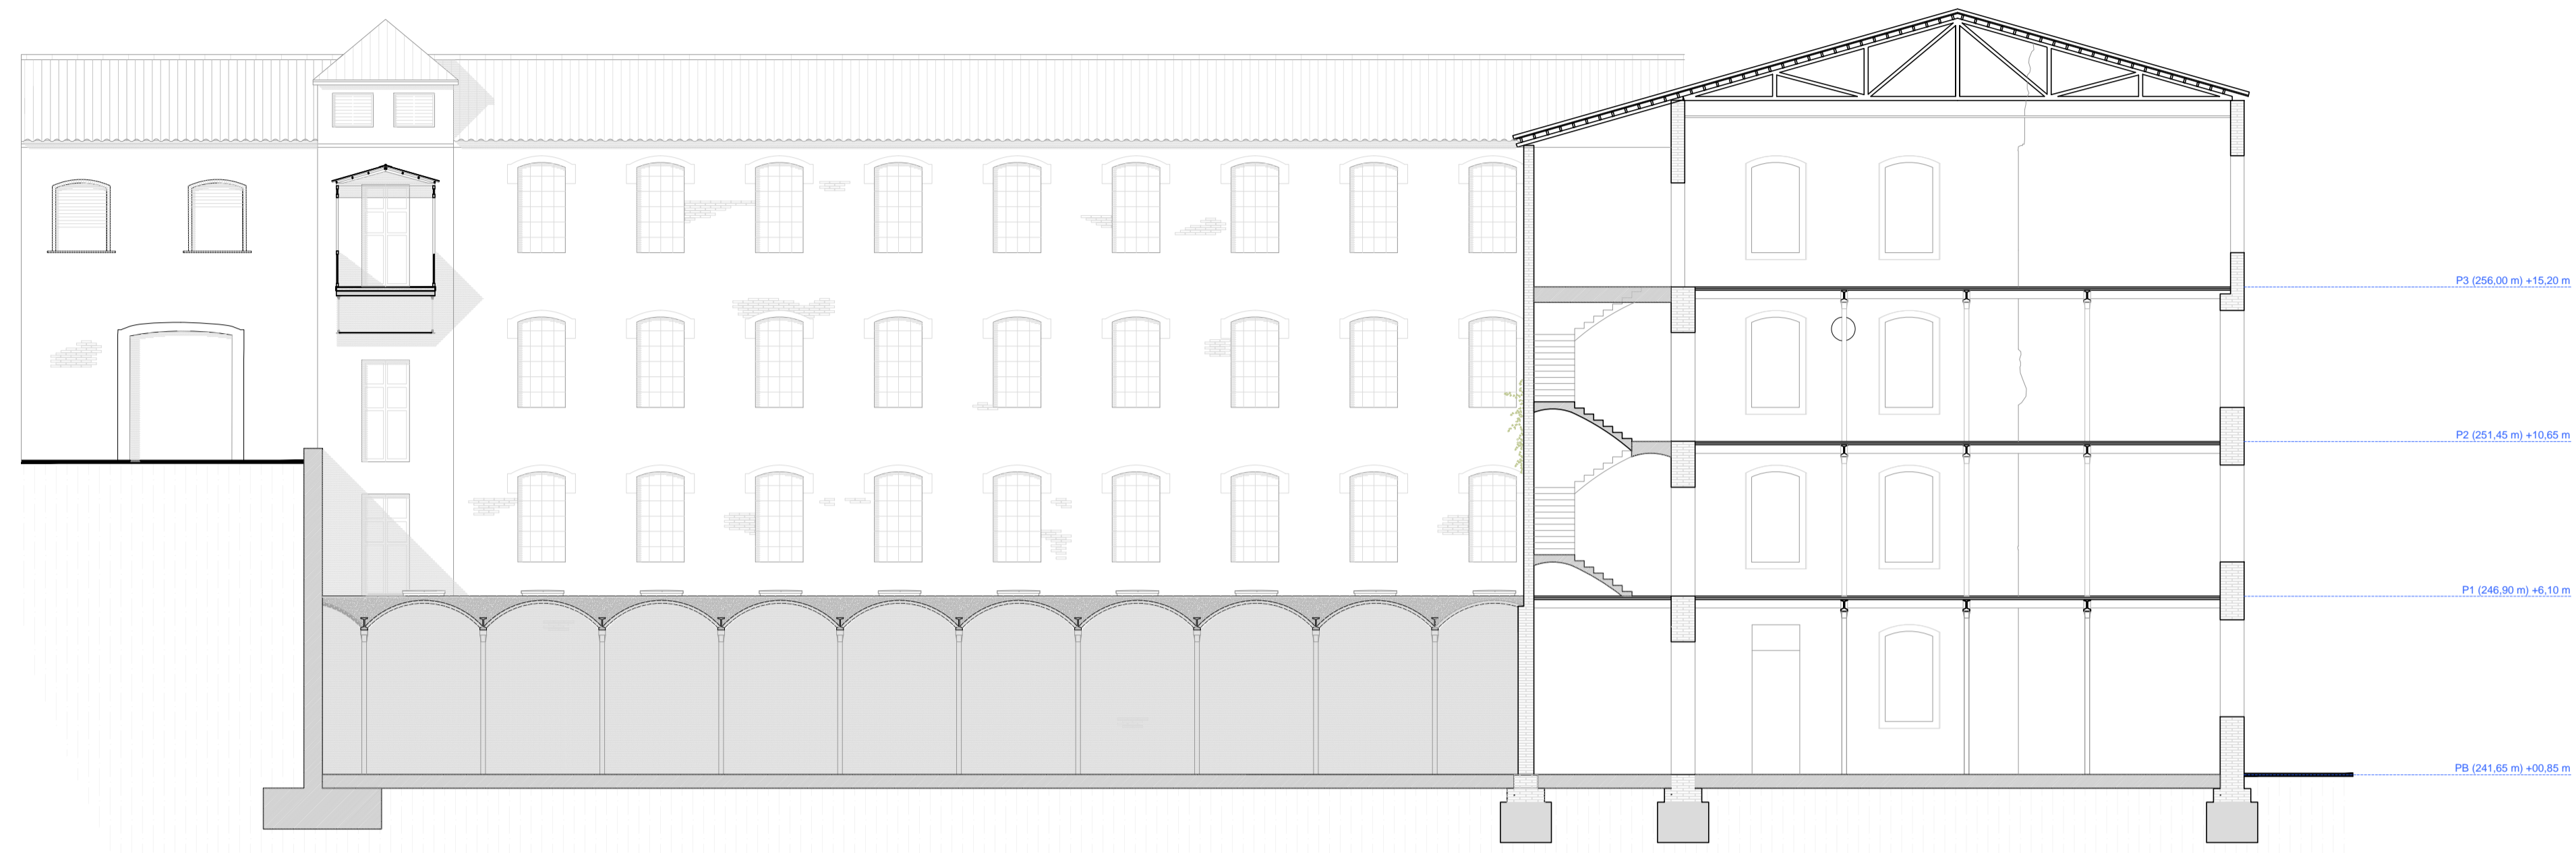 P3 (256,00 m) +15,20 m
P2 (251,45 m) +10,65 m
P1 (246,90 m) +6,10 m
PB (241,65 m) +00,85 m